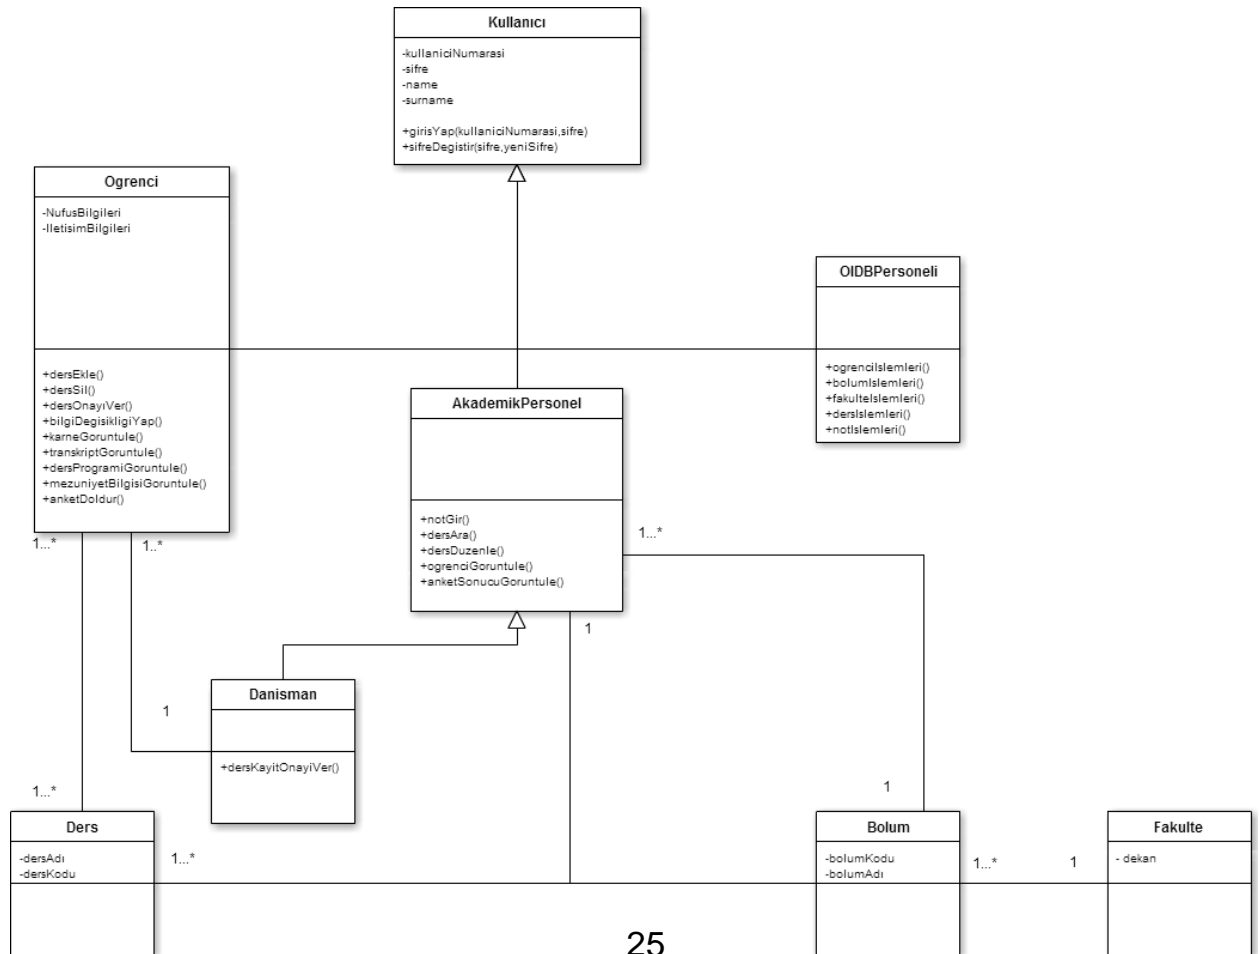 Kullanıcı
-kullaniciNumarasi
-sifre
-name
-surname
+girisYap(kullaniciNumarasi,sifre)
+sifreDegistir(sifre,yeniSifre)
Ogrenci
-NufusBilgileri
-IletisimBilgileri
+dersEkle()
+dersSil()
+dersOnayıVer()
+bilgiDegisikligiYap()
+karneGoruntule()
+transkriptGoruntule()
+dersProgramiGoruntule()
+mezuniyetBilgisiGoruntule()
+anketDoldur()
OIDBPersoneli
+ogrenciIslemleri()
+bolumIslemleri()
+fakulteIslemleri()
+dersIslemleri()
+notIslemleri()
AkademikPersonel
+notGir()
+dersAra()
+dersDuzenle()
+ogrenciGoruntule()
+anketSonucuGoruntule()
1...*
1..*
1...*
1
Danisman
+dersKayitOnayiVer()
1
1...*
1
Ders
-dersAdı
-dersKodu
1...*
Bolum
-bolumKodu
-bolumAdı
1...*
1
Fakulte
- dekan
25